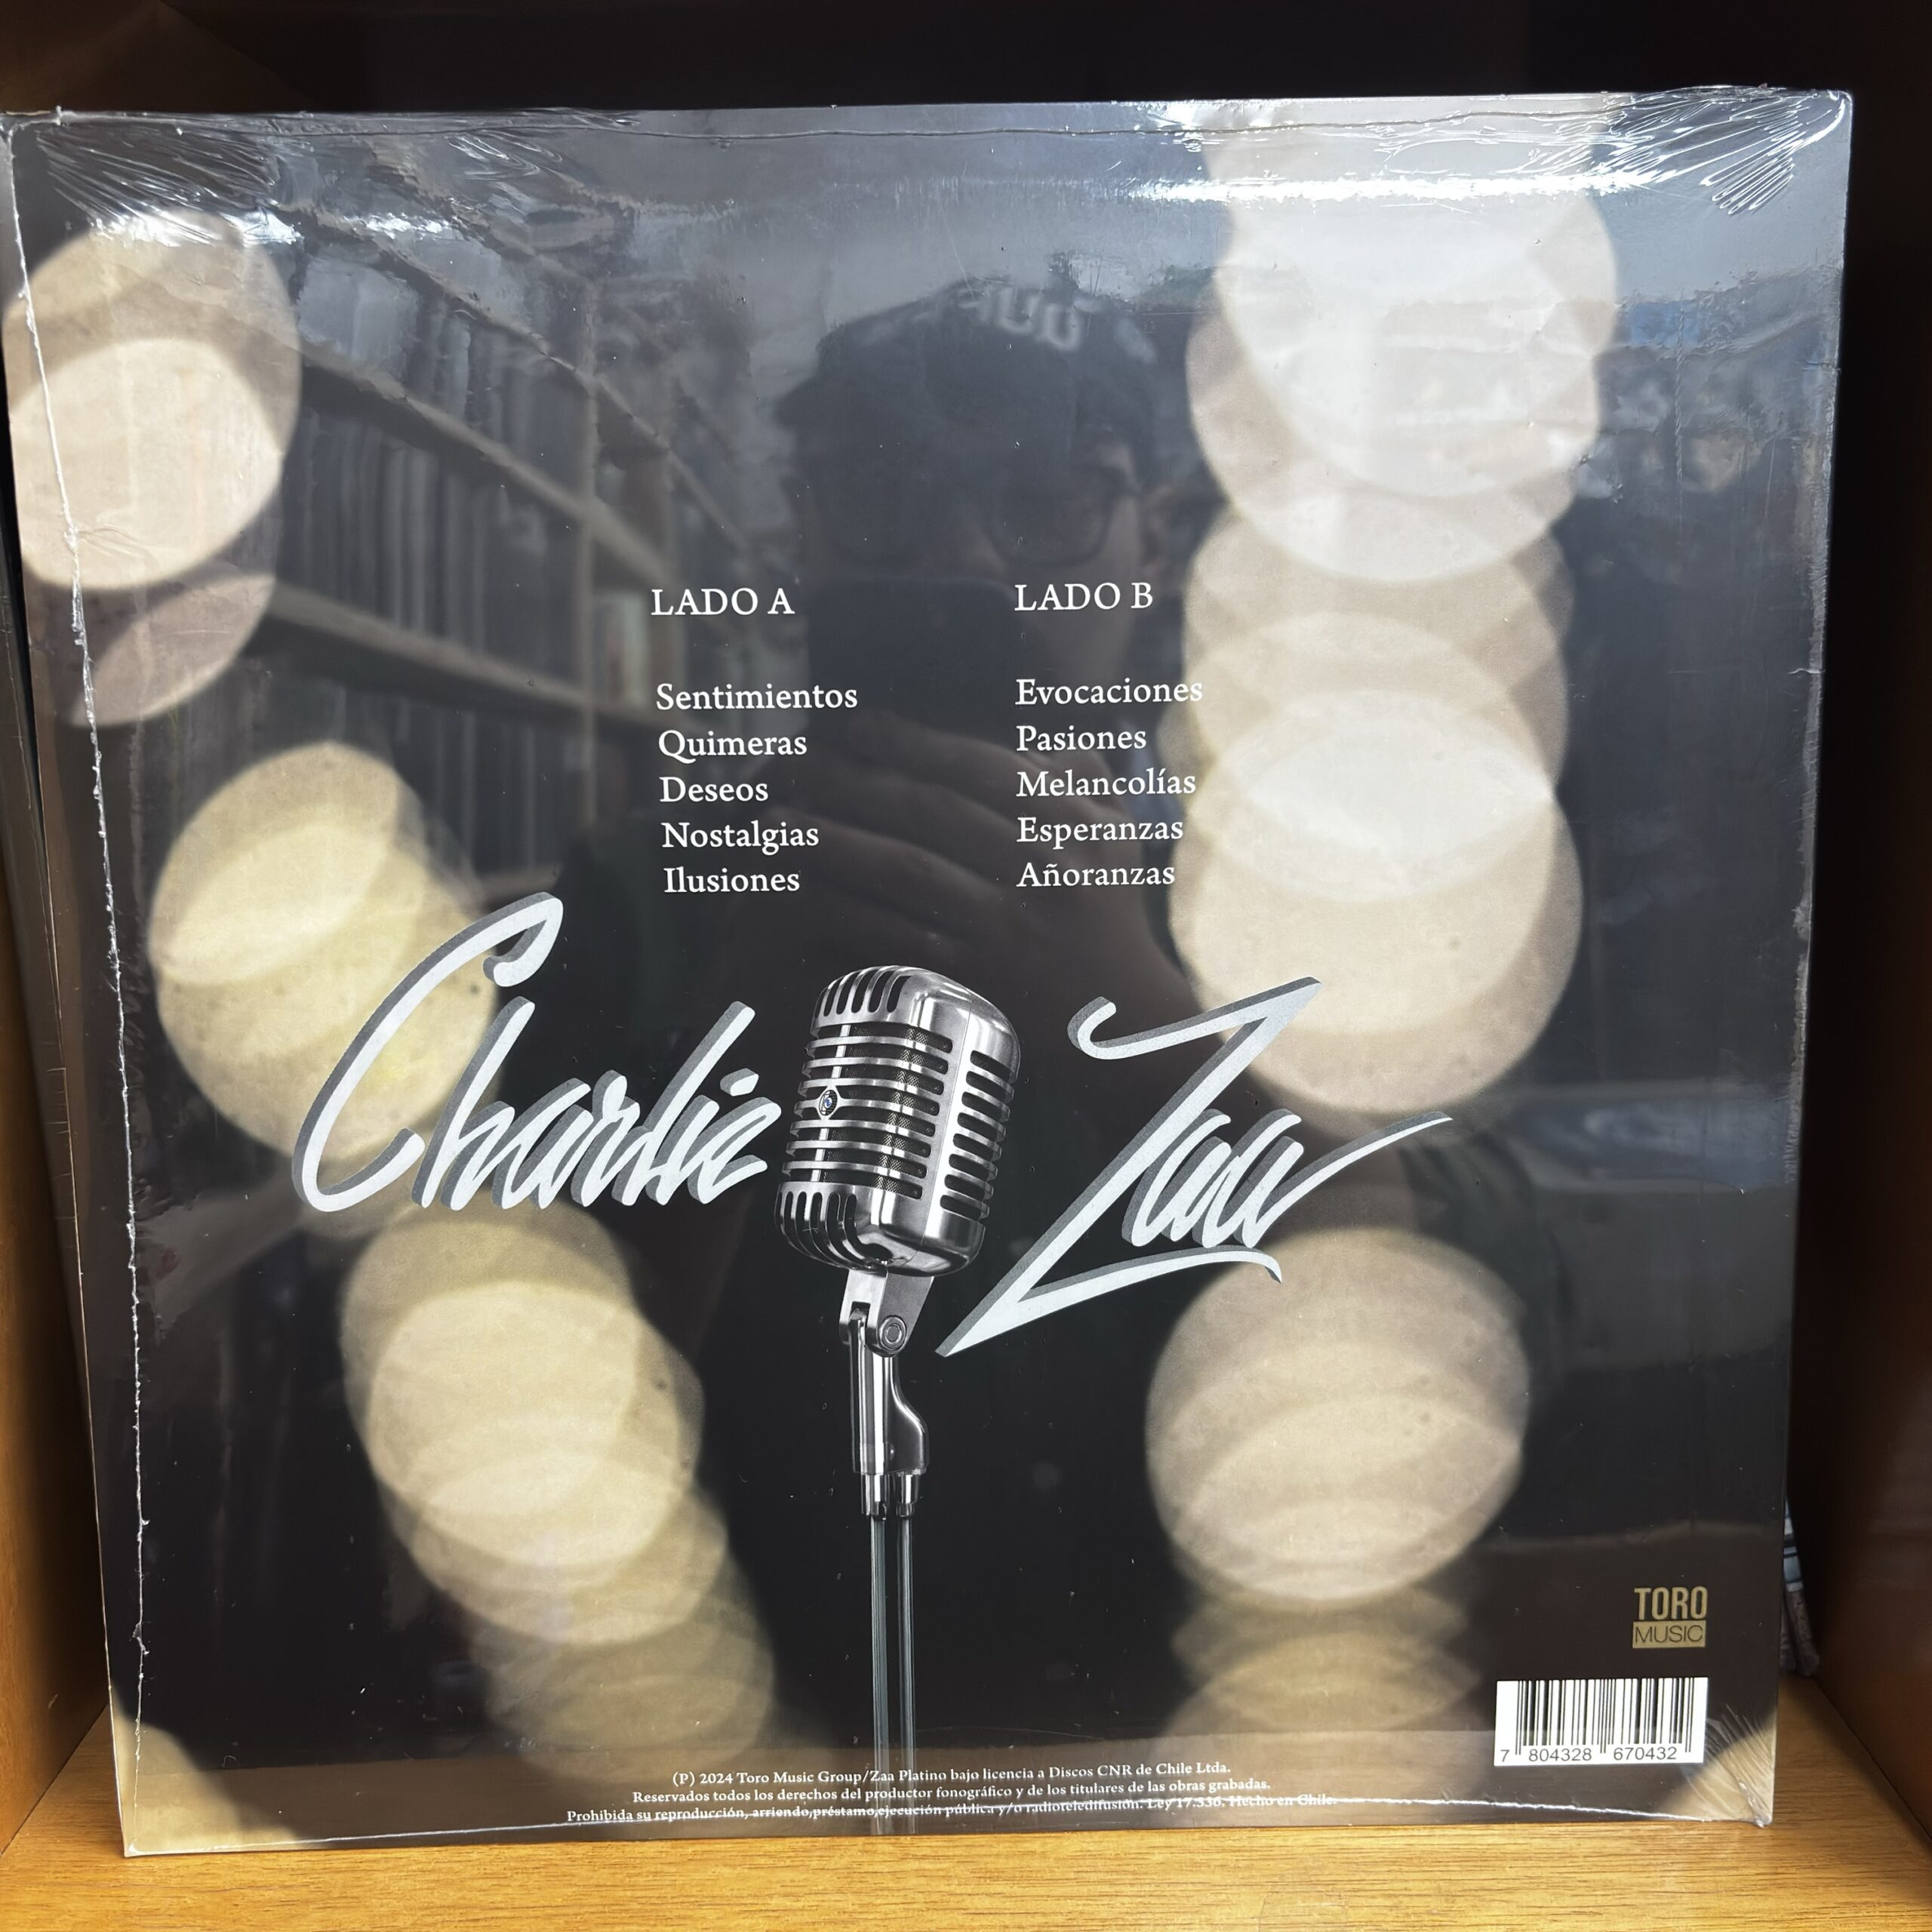 LADO A
Sentimientos
Quimeras
Deseos
Nostalgias
Ilusiones
LADO B
Evocaciones
Pasiones
Melancolías
Esperanzas
Añoranzas
Charlie Zaa
TORO
MUSIC
7 804328 670432
(P) 2024 Toro Music Group/Zaa Platino bajo licencia a Discos CNR de Chile Ltda.
Reservados todos los derechos del productor fonográfico y de los titulares de las obras grabadas.
Prohibida su reproducción, arriendo,préstamo,ejecución pública y/o radioteledifusión. Ley 17.336. Hecho en Chile.